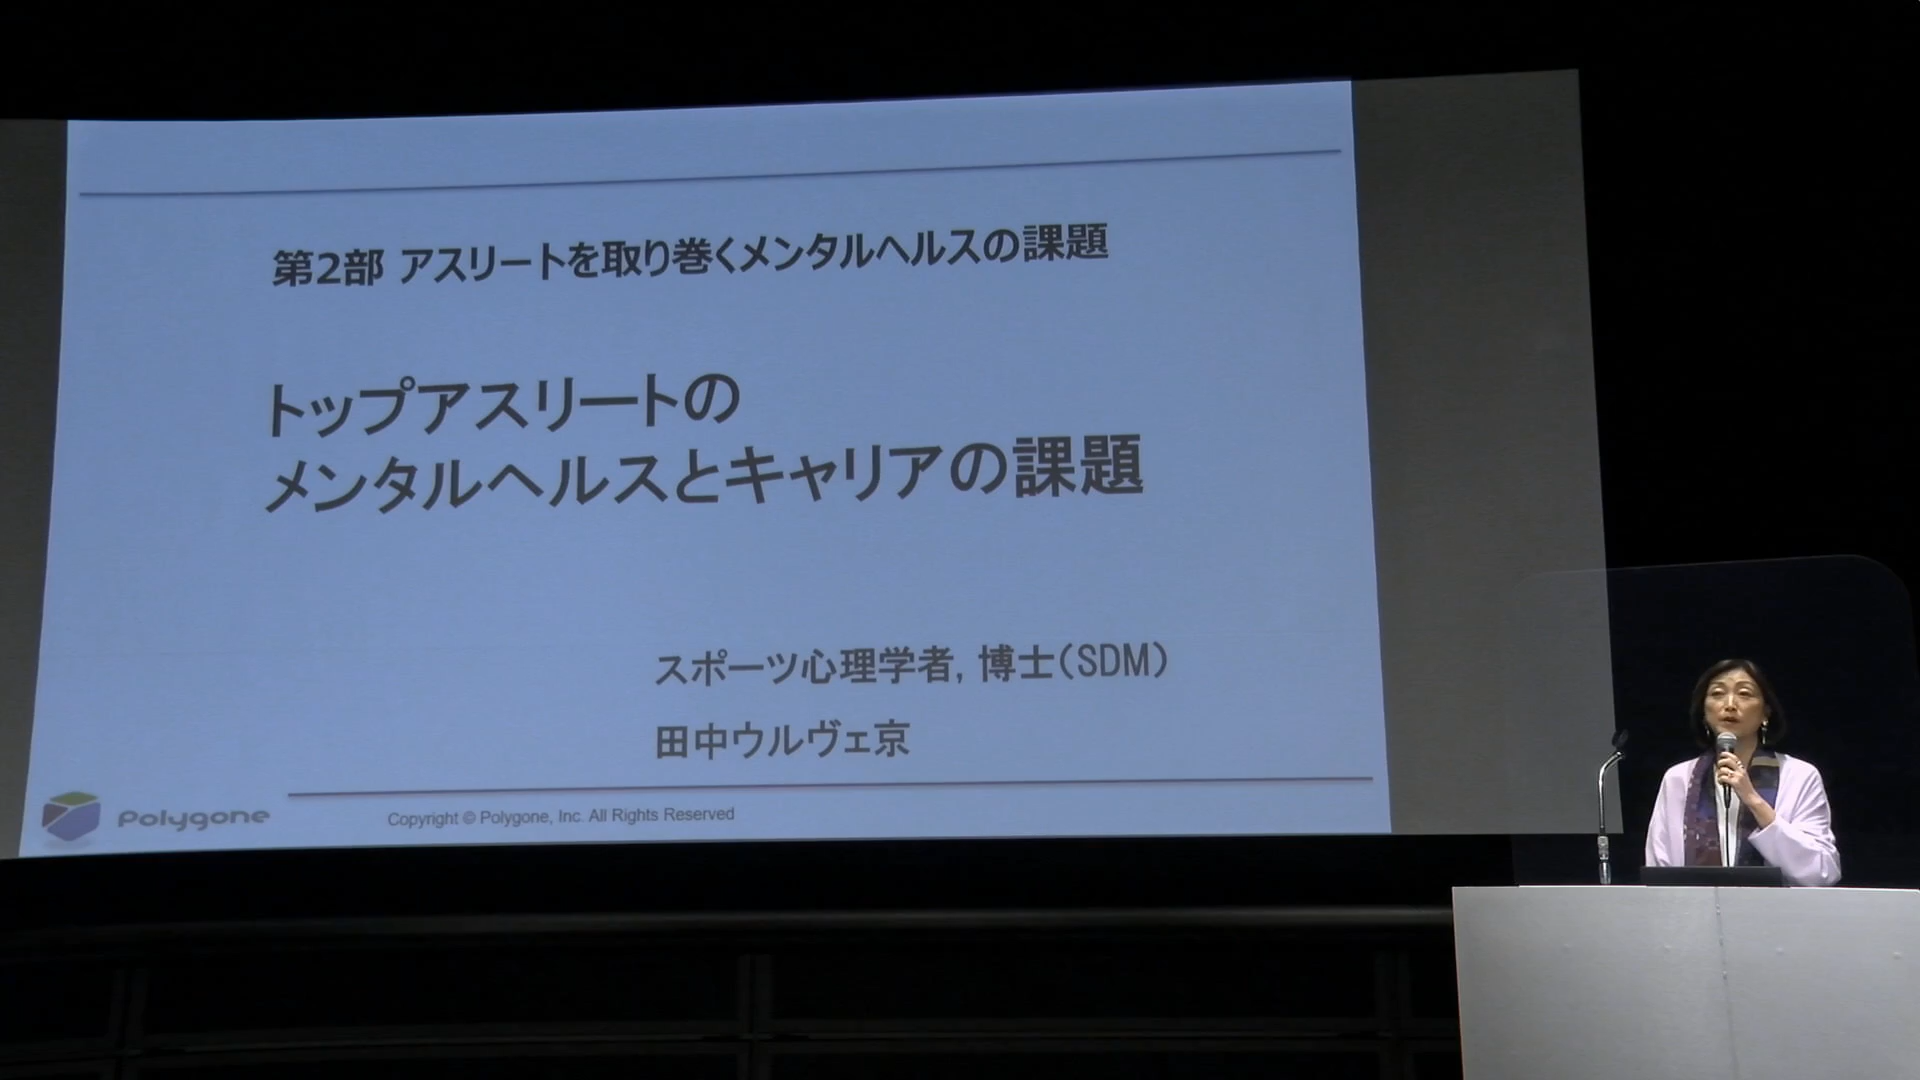 第2部 アスリートを取り巻くメンタルヘルスの課題
トップアスリートの
メンタルヘルスとキャリアの課題
スポーツ心理学者, 博士（SDM）
田中ウルヴェ京
Polygone
Copyright © Polygone, Inc. All Rights Reserved